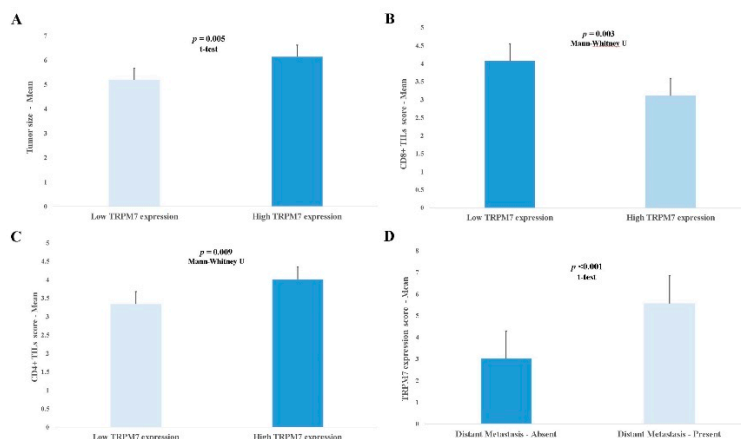 A
p = 0.005
t-test
Tumor size - Mean
7
6
5
4
3
2
1
0
Low TRPM7 expression
High TRPM7 expression
B
p = 0.003
Mann-Whitney U
CD8+ TILs score - Mean
5
4.5
4
3.5
3
2.5
2
1.5
1
0.5
0
Low TRPM7 expression
High TRPM7 expression
C
p = 0.009
Mann-Whitney U
CD4+ TILs score - Mean
5
4.5
4
3.5
3
2.5
2
1.5
1
0.5
0
Low TRPM7 expression
High TRPM7 expression
D
p <0.001
t-test
TRPM7 expression score - Mean
8
7
6
5
4
3
2
1
0
Distant Metastasis - Absent
Distant Metastasis - Present